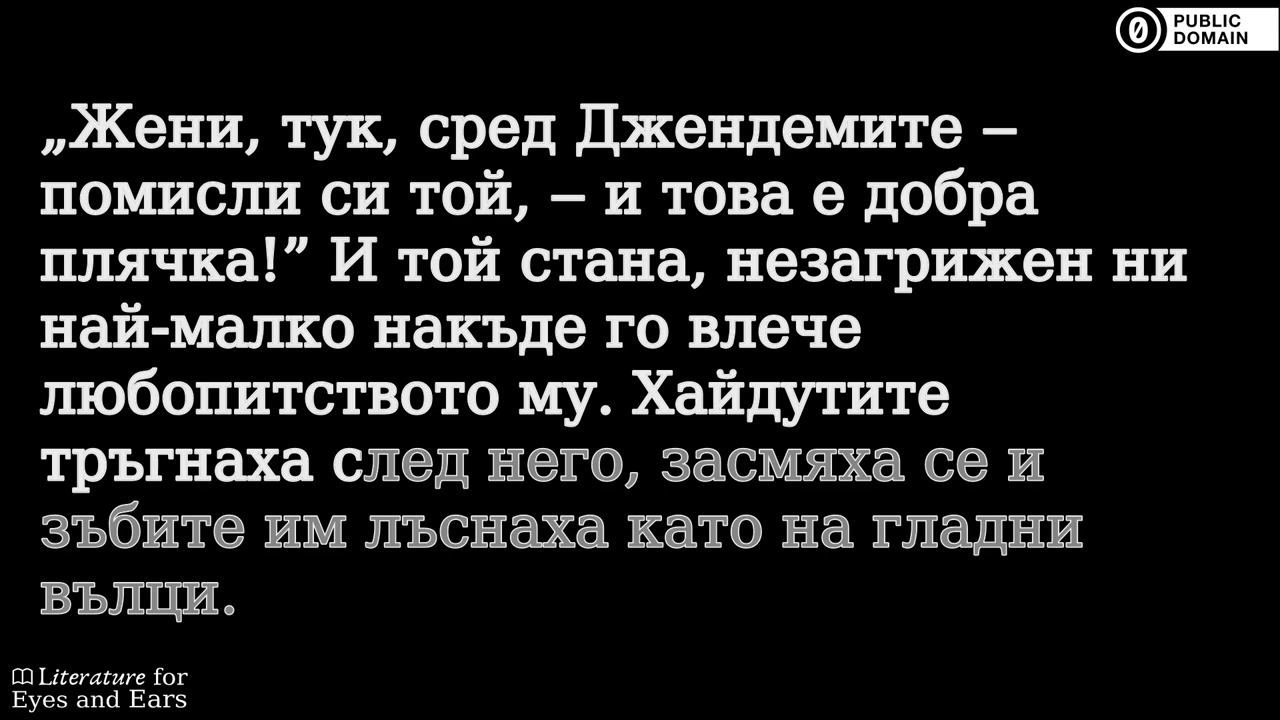 PUBLIC
DOMAIN
„Жени, тук, сред Джендемите –
помисли си той, – и това е добра
плячка!” И той стана, незагрижен ни
най-малко накъде го влече
любопитството му. Хайдутите
тръгнаха след него, засмяха се и
зъбите им лъснаха като на гладни
вълци.
Literature for
Eyes and Ears